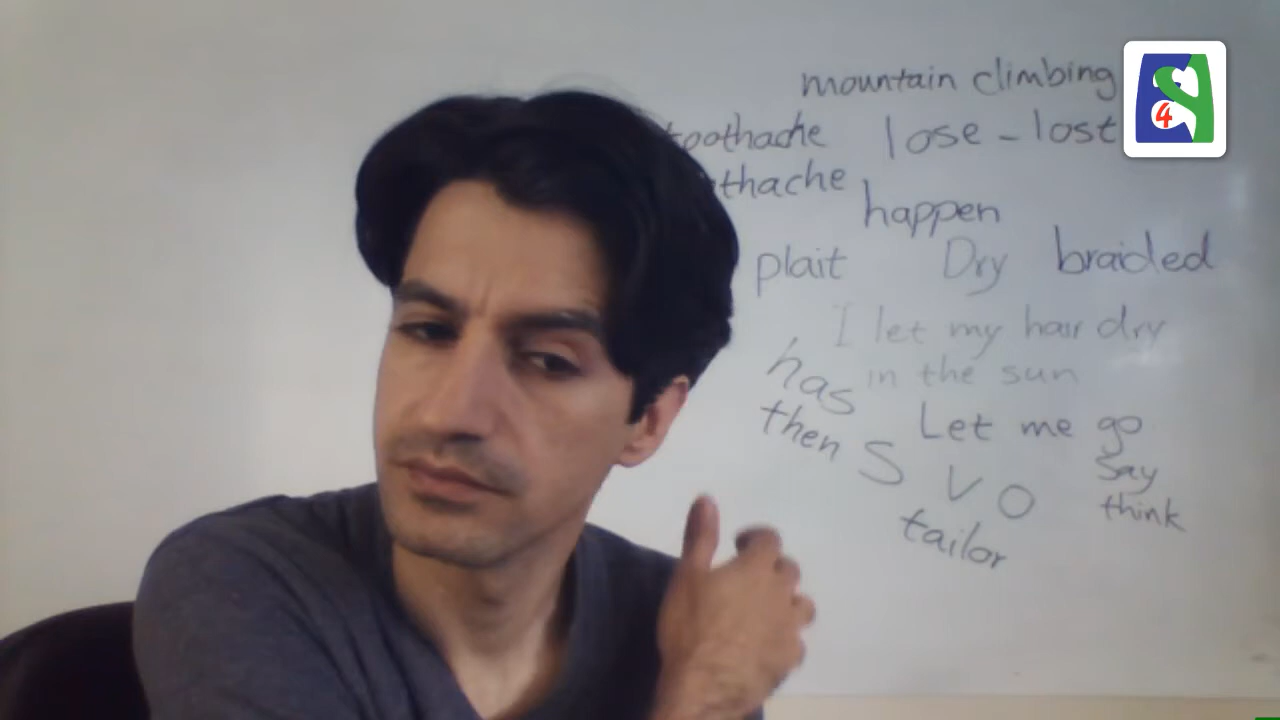 mountain climbing
toothache lose - lost
happen
plait Dry braided
I let my hair dry
in the sun
has
then
Let me go
say
think
S V O
tailor
4